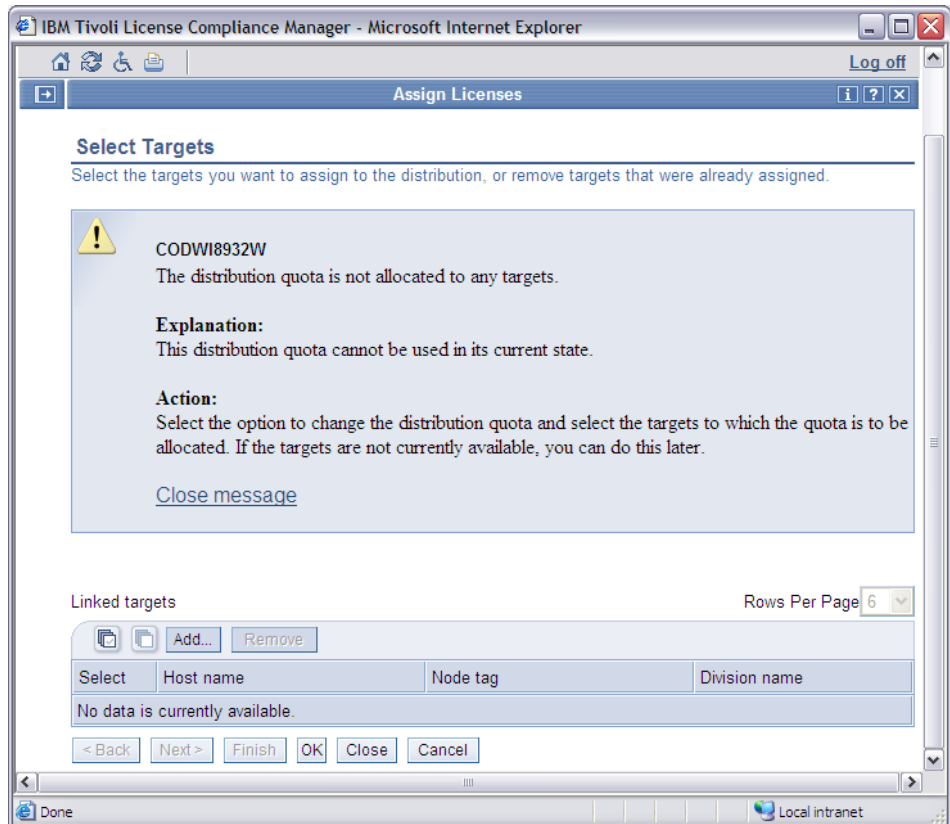 IBM Tivoli License Compliance Manager - Microsoft Internet Explorer
Log off
Assign Licenses
i ? X
Select Targets
Select the targets you want to assign to the distribution, or remove targets that were already assigned.
!
CODWI8932W
The distribution quota is not allocated to any targets.
Explanation:
This distribution quota cannot be used in its current state.
Action:
Select the option to change the distribution quota and select the targets to which the quota is to be
allocated. If the targets are not currently available, you can do this later.
Close message
Linked targets Rows Per Page 6
Add... Remove
Select Host name Node tag Division name
No data is currently available.
< Back Next > Finish OK Close Cancel
Done Local intranet